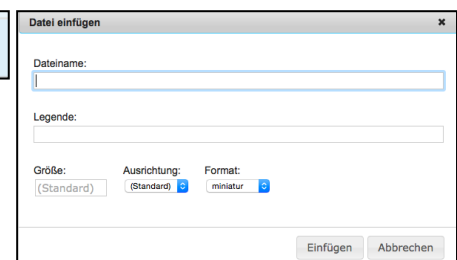 Datei einfügen
Dateiname:
Legende:
Größe: Ausrichtung: Format:
(Standard) (Standard) miniatur
Einfügen Abbrechen